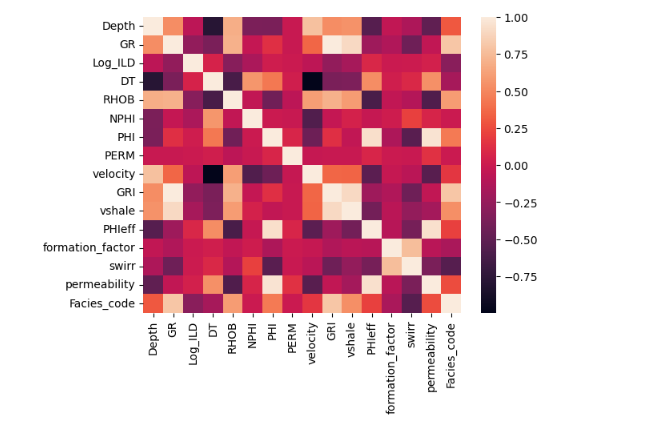 Depth
GR
Log_ILD
DT
RHOB
NPHI
PHI
PERM
velocity
GRI
vshale
PHIeff
formation_factor
swirr
permeability
Facies_code
Depth
GR
Log_ILD
DT
RHOB
NPHI
PHI
PERM
velocity
GRI
vshale
PHIeff
formation_factor
swirr
permeability
Facies_code
1.00
0.75
0.50
0.25
0.00
−0.25
−0.50
−0.75